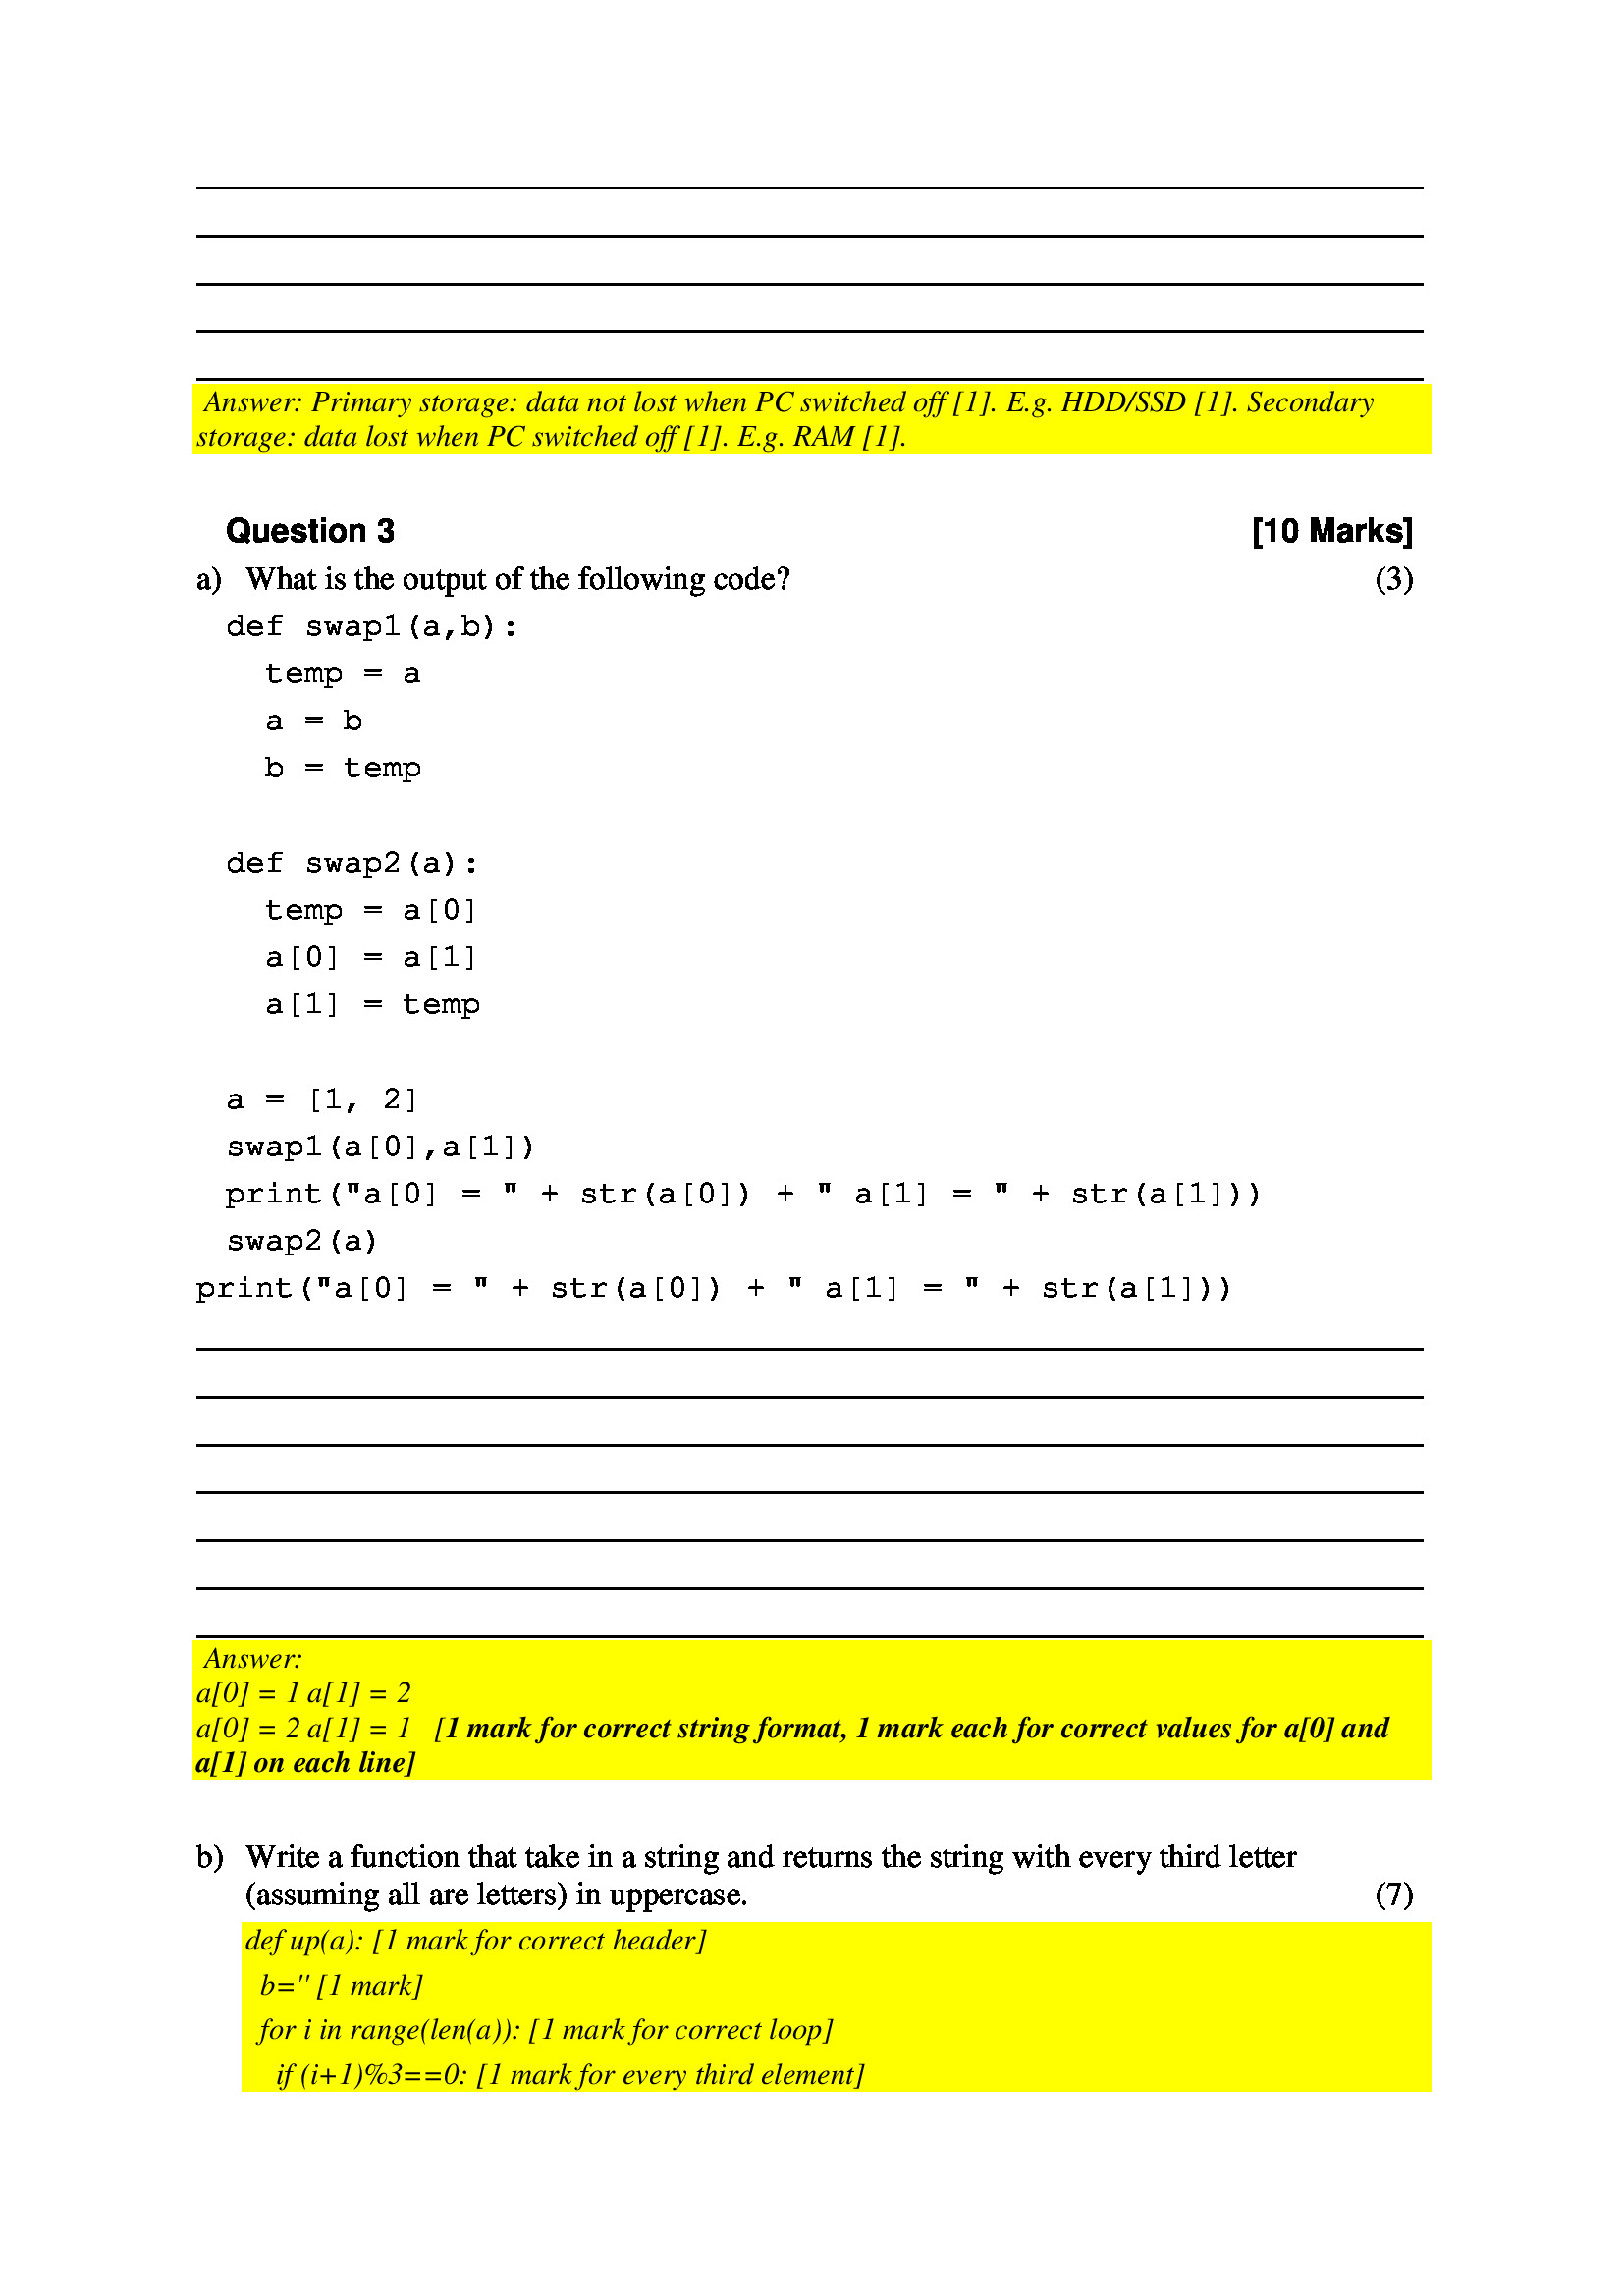 Answer: Primary storage: data not lost when PC switched off [1]. E.g. HDD/SSD [1]. Secondary
storage: data lost when PC switched off [1]. E.g. RAM [1].
Question 3 [10 Marks]
a) What is the output of the following code? (3)
def swap1(a,b):
  temp = a
  a = b
  b = temp
def swap2(a):
  temp = a[0]
  a[0] = a[1]
  a[1] = temp
a = [1, 2]
swap1(a[0],a[1])
print("a[0] = " + str(a[0]) + " a[1] = " + str(a[1]))
swap2(a)
print("a[0] = " + str(a[0]) + " a[1] = " + str(a[1]))
Answer:
a[0] = 1 a[1] = 2
a[0] = 2 a[1] = 1 [1 mark for correct string format, 1 mark each for correct values for a[0] and
a[1] on each line]
b) Write a function that take in a string and returns the string with every third letter
(assuming all are letters) in uppercase. (7)
def up(a): [1 mark for correct header]
  b='' [1 mark]
  for i in range(len(a)): [1 mark for correct loop]
    if (i+1)%3==0: [1 mark for every third element]